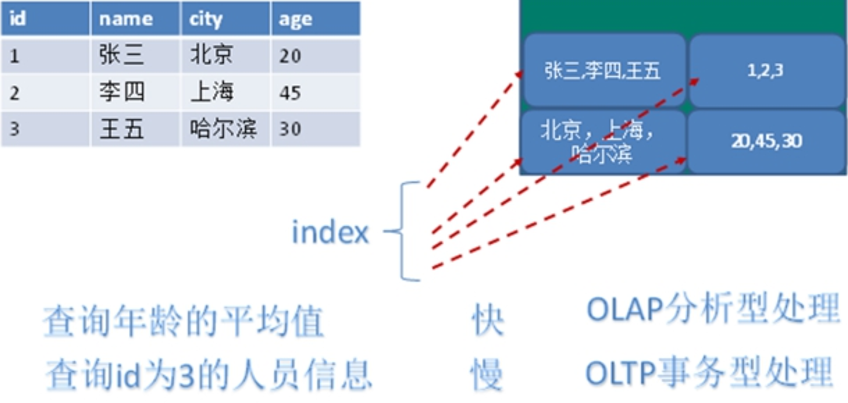 id name city age
1 张三 北京 20
2 李四 上海 45
3 王五 哈尔滨 30
张三,李四,王五 1,2,3
北京，上海，
哈尔滨
20,45,30
index
查询年龄的平均值 快 OLAP分析型处理
查询id为3的人员信息 慢 OLTP事务型处理